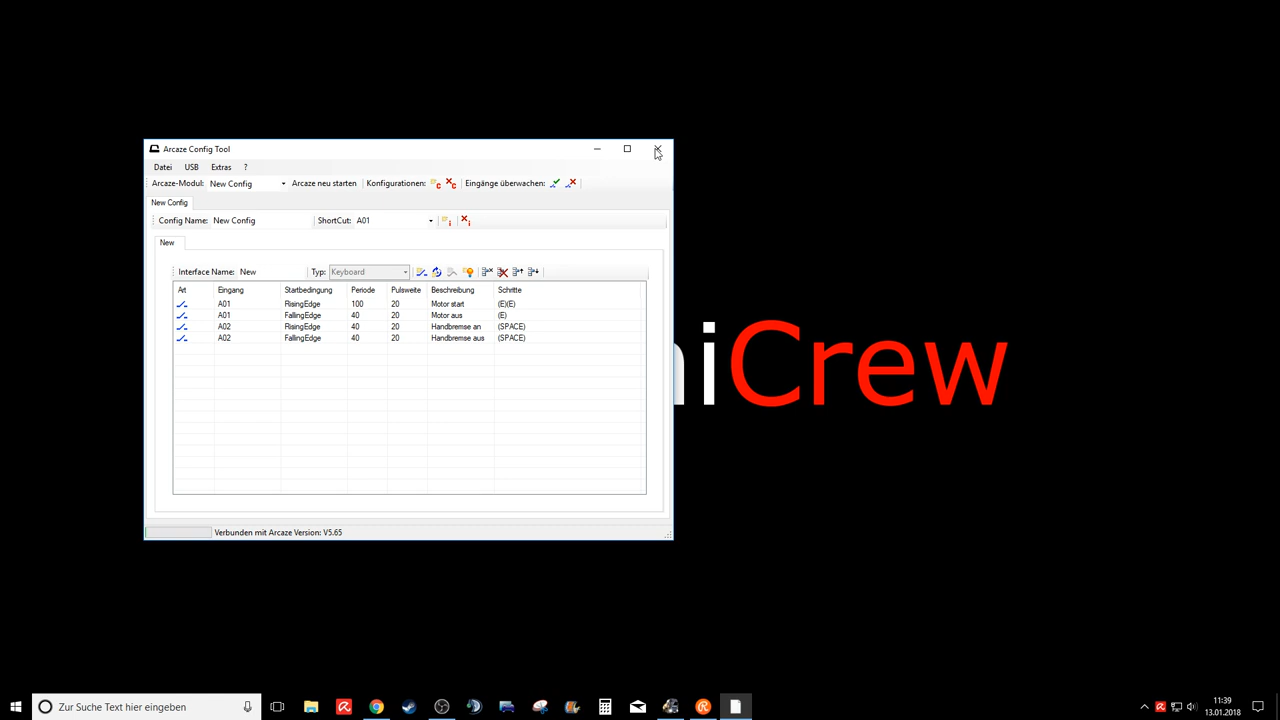 Arcaze Config Tool
Datei USB Extras ?
Arcaze-Modul: New Config Arcaze neu starten Konfigurationen: Eingänge überwachen:
New Config
Config Name: New Config ShortCut: A01
New
Interface Name: New Typ: Keyboard
Art Eingang Startbedingung Periode Pulsweite Beschreibung Schritte
A01 RisingEdge 100 20 Motor start (E)(E)
A01 FallingEdge 40 20 Motor aus (E)
A02 RisingEdge 40 20 Handbremse an (SPACE)
A02 FallingEdge 40 20 Handbremse aus (SPACE)
iCrew
Verbunden mit Arcaze Version: V5.65
Zur Suche Text hier eingeben
11:39
13.01.2018